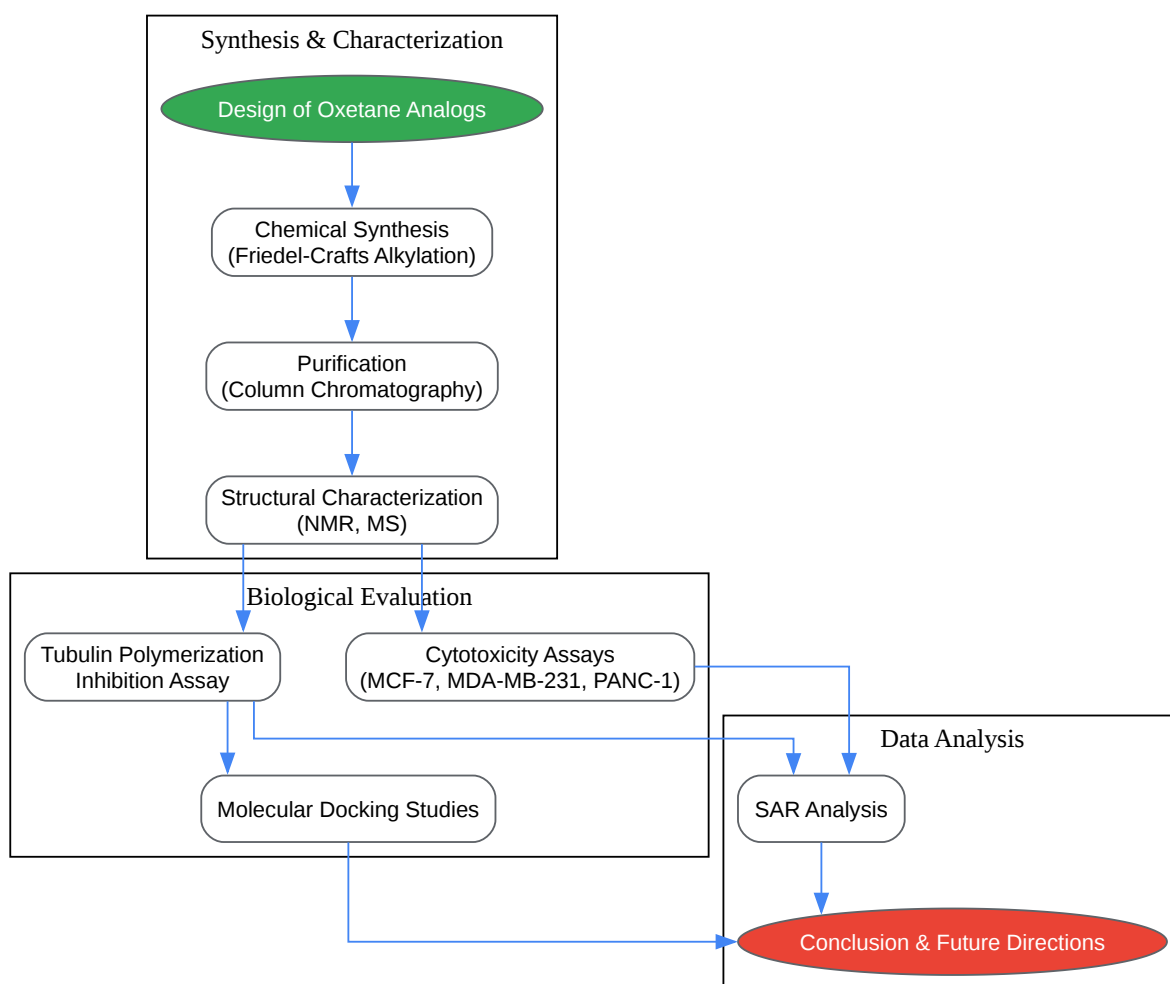 Synthesis & Characterization
Design of Oxetane Analogs
Chemical Synthesis
(Friedel-Crafts Alkylation)
Purification
(Column Chromatography)
Structural Characterization
(NMR, MS)
Biological Evaluation
Tubulin Polymerization
Inhibition Assay
Cytotoxicity Assays
(MCF-7, MDA-MB-231, PANC-1)
Molecular Docking Studies
Data Analysis
SAR Analysis
Conclusion & Future Directions